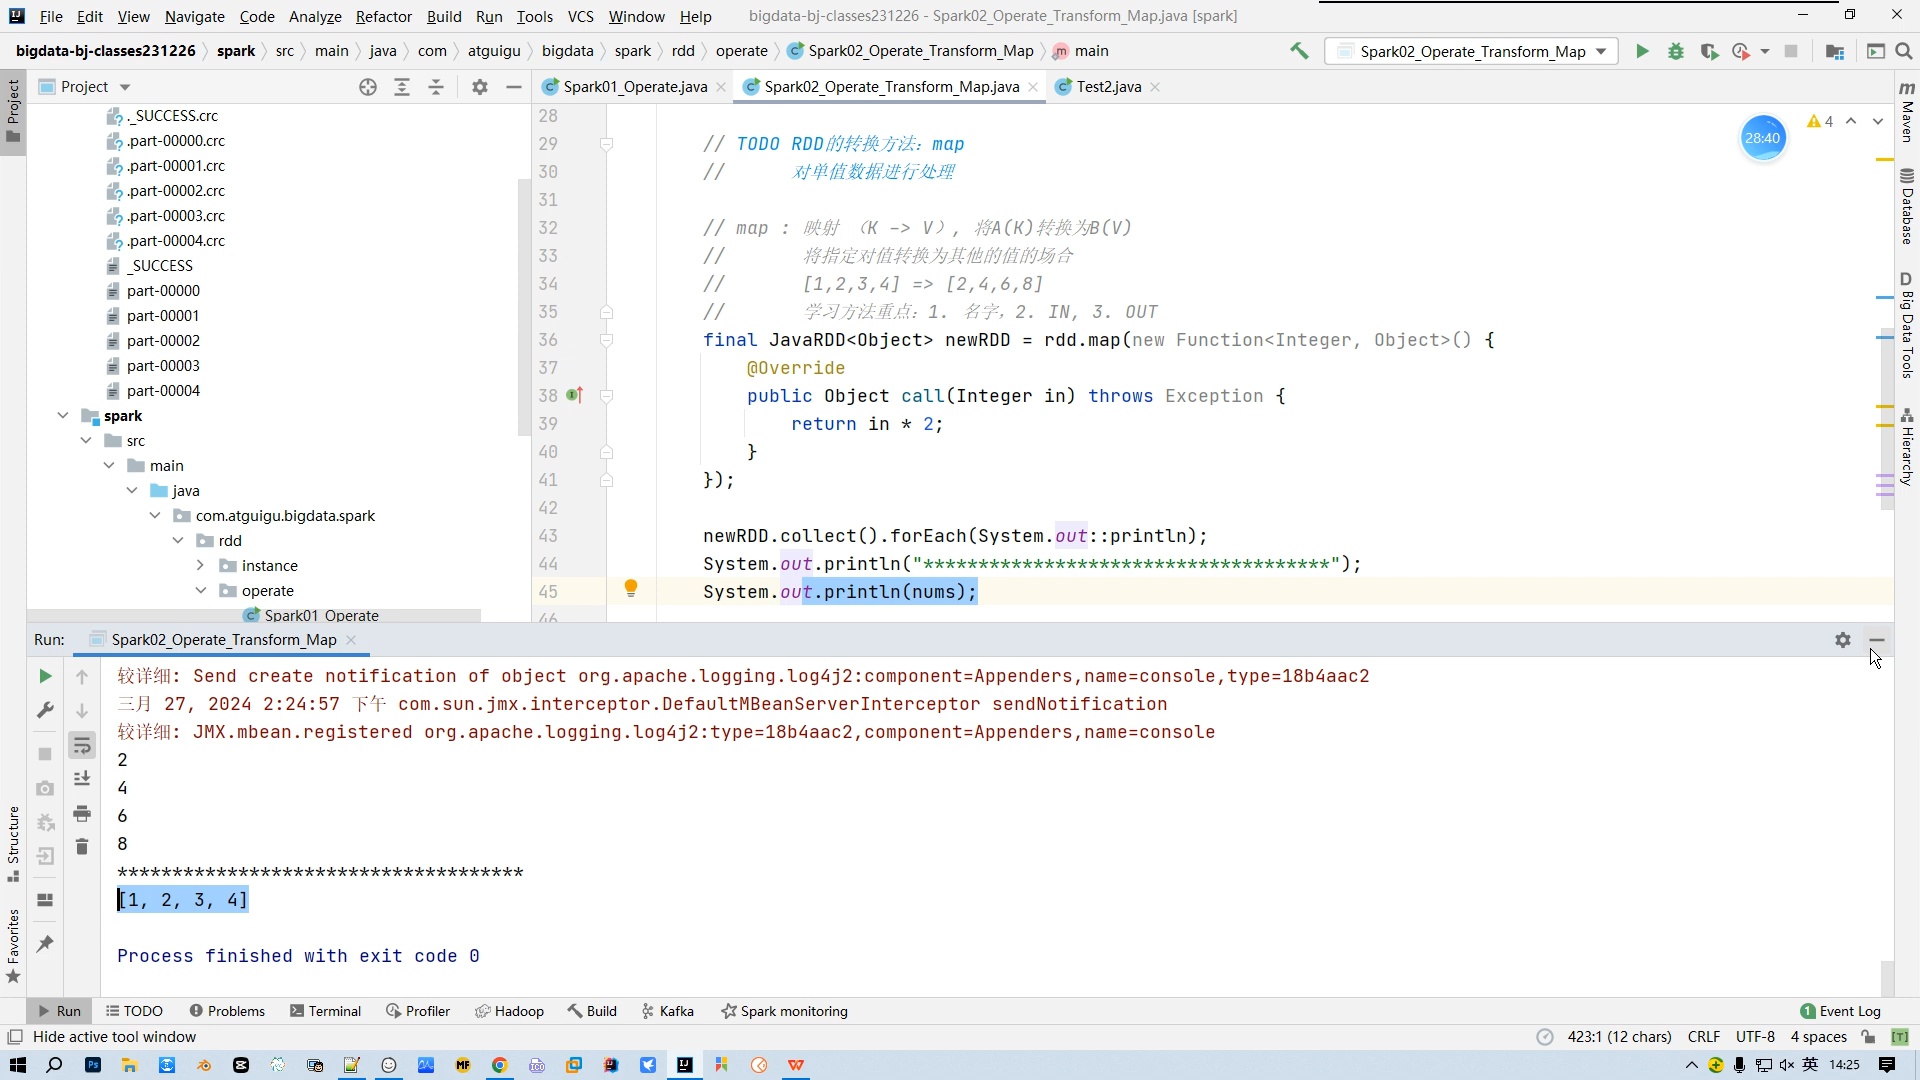 File Edit View Navigate Code Analyze Refactor Build Run Tools VCS Window Help bigdata-bj-classes231226 - Spark02_Operate_Transform_Map.java [spark]
bigdata-bj-classes231226 spark src main java com atguigu bigdata spark rdd operate Spark02_Operate_Transform_Map main Spark02_Operate_Transform_Map
Project
Spark01_Operate.java Spark02_Operate_Transform_Map.java Test2.java
Project
._SUCCESS.crc
.part-00000.crc
.part-00001.crc
.part-00002.crc
.part-00003.crc
.part-00004.crc
_SUCCESS
part-00000
part-00001
part-00002
part-00003
part-00004
spark
src
main
java
com.atguigu.bigdata.spark
rdd
instance
operate
Spark01_Operate
28
29 // TODO RDD的转换方法: map
30 // 对单值数据进行处理
31
32 // map : 映射 （K -> V）, 将A(K)转换为B(V)
33 // 将指定对值转换为其他的值的场合
34 // [1,2,3,4] => [2,4,6,8]
35 // 学习方法重点: 1. 名字, 2. IN, 3. OUT
36 final JavaRDD<Object> newRDD = rdd.map(new Function<Integer, Object>() {
37 @Override
38 public Object call(Integer in) throws Exception {
39 return in * 2;
40 }
41 });
42
43 newRDD.collect().forEach(System.out::println);
44 System.out.println("*************************************");
45 System.out.println(nums);
46
28:40
4
Maven
Database
Big Data Tools
Hierarchy
Run: Spark02_Operate_Transform_Map
较详细: Send create notification of object org.apache.logging.log4j2:component=Appenders,name=console,type=18b4aac2
三月 27, 2024 2:24:57 下午 com.sun.jmx.interceptor.DefaultMBeanServerInterceptor sendNotification
较详细: JMX.mbean.registered org.apache.logging.log4j2:type=18b4aac2,component=Appenders,name=console
2
4
6
8
*************************************
[1, 2, 3, 4]
Process finished with exit code 0
Structure
Favorites
Run TODO Problems Terminal Profiler Hadoop Build Kafka Spark monitoring 1 Event Log
Hide active tool window 423:1 (12 chars) CRLF UTF-8 4 spaces [T]
英 14:25